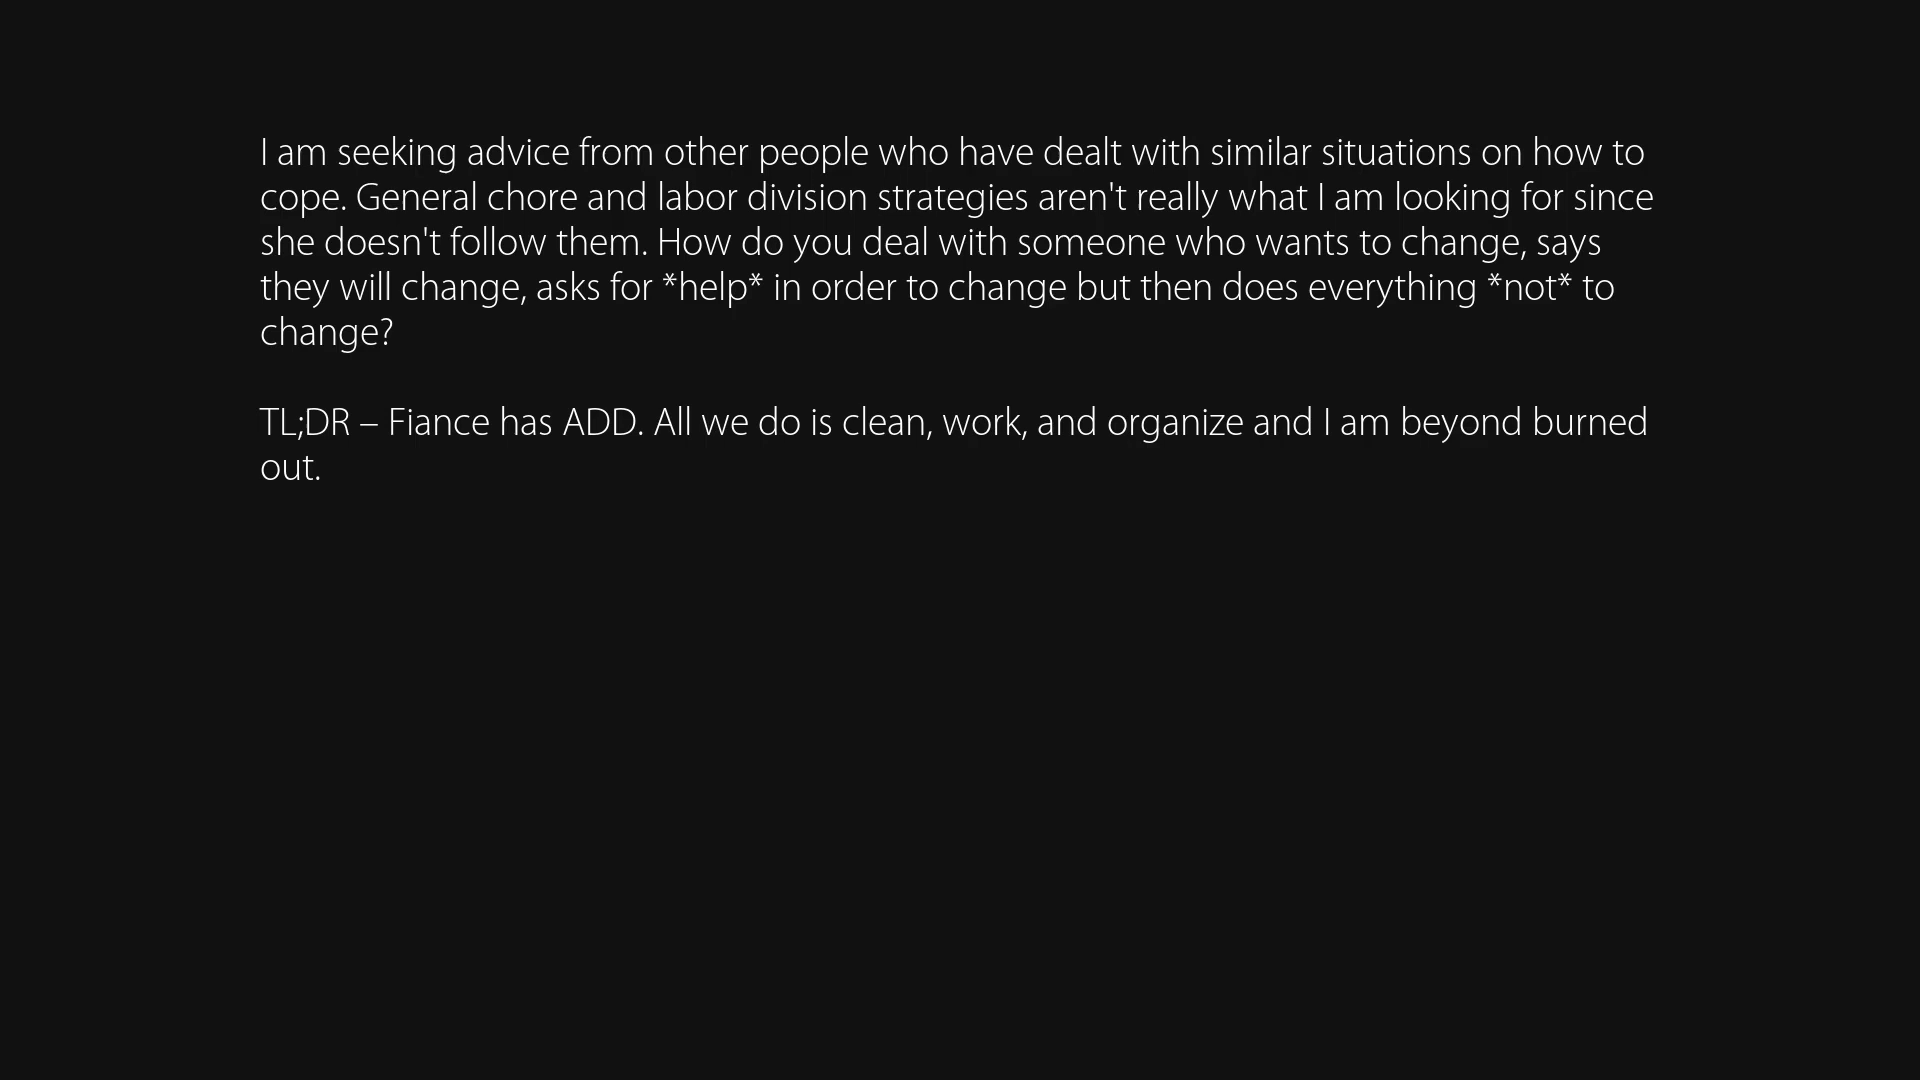 I am seeking advice from other people who have dealt with similar situations on how to
cope. General chore and labor division strategies aren't really what I am looking for since
she doesn't follow them. How do you deal with someone who wants to change, says
they will change, asks for *help* in order to change but then does everything *not* to
change?

TL;DR – Fiance has ADD. All we do is clean, work, and organize and I am beyond burned
out.